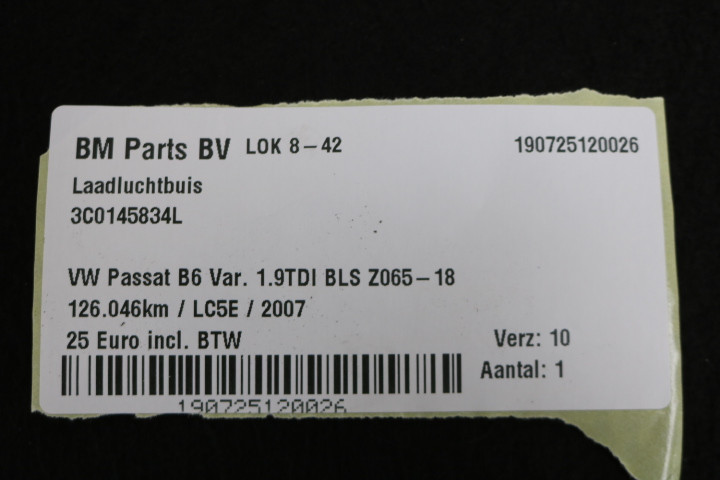 BM Parts BV LOK 8-42 190725120026
Laadluchtbuis
3C0145834L
VW Passat B6 Var. 1.9TDI BLS Z065-18
126.046km / LC5E / 2007
25 Euro incl. BTW Verz: 10
Aantal: 1
190725120026